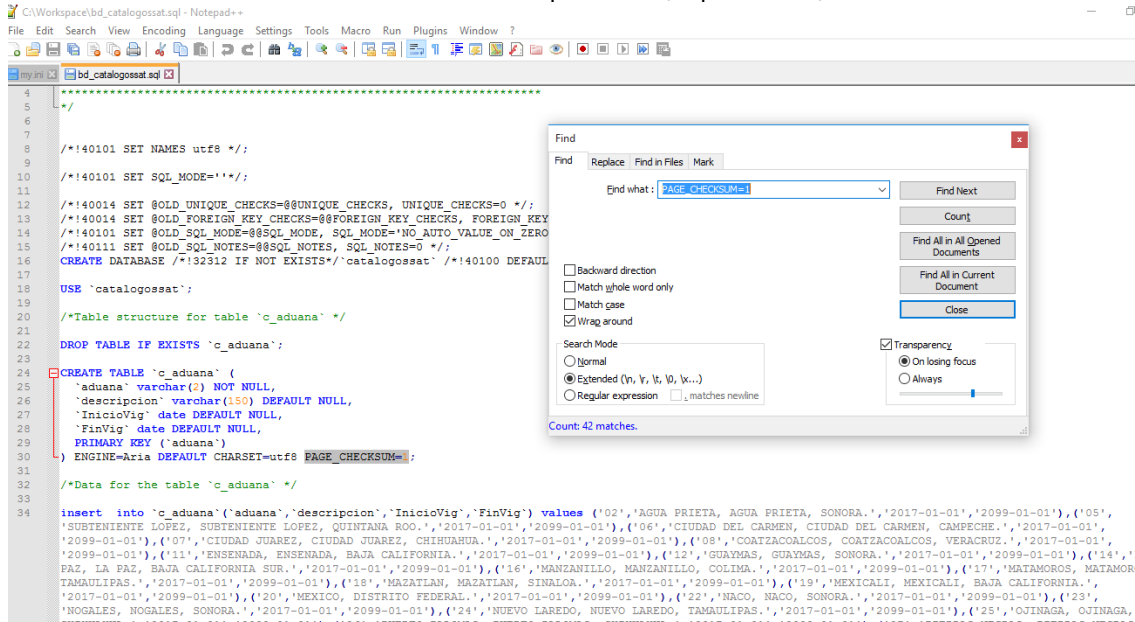 C:\Workspace\bd_catalogossat.sql - Notepad++
File Edit Search View Encoding Language Settings Tools Macro Run Plugins Window ?
my.ini bd_catalogossat.sql
4 ********************************************************************
5 */
6
7
8 /*!40101 SET NAMES utf8 */;
9
10 /*!40101 SET SQL_MODE=''*/;
11
12 /*!40014 SET @OLD_UNIQUE_CHECKS=@@UNIQUE_CHECKS, UNIQUE_CHECKS=0 */;
13 /*!40014 SET @OLD_FOREIGN_KEY_CHECKS=@@FOREIGN_KEY_CHECKS, FOREIGN_KEY
14 /*!40101 SET @OLD_SQL_MODE=@@SQL_MODE, SQL_MODE='NO_AUTO_VALUE_ON_ZERO
15 /*!40111 SET @OLD_SQL_NOTES=@@SQL_NOTES, SQL_NOTES=0 */;
16 CREATE DATABASE /*!32312 IF NOT EXISTS*/`catalogossat` /*!40100 DEFAUL
17
18 USE `catalogossat`;
19
20 /*Table structure for table `c_aduana` */
21
22 DROP TABLE IF EXISTS `c_aduana`;
23
24 CREATE TABLE `c_aduana` (
25 `aduana` varchar(2) NOT NULL,
26 `descripcion` varchar(150) DEFAULT NULL,
27 `InicioVig` date DEFAULT NULL,
28 `FinVig` date DEFAULT NULL,
29 PRIMARY KEY (`aduana`)
30 ) ENGINE=Aria DEFAULT CHARSET=utf8 PAGE_CHECKSUM=1;
31
32 /*Data for the table `c_aduana` */
33
34 insert into `c_aduana`(`aduana`,`descripcion`,`InicioVig`,`FinVig`) values ('02','AGUA PRIETA, AGUA PRIETA, SONORA.','2017-01-01','2099-01-01'),('05',
'SUBTENIENTE LOPEZ, SUBTENIENTE LOPEZ, QUINTANA ROO.','2017-01-01','2099-01-01'),('06','CIUDAD DEL CARMEN, CIUDAD DEL CARMEN, CAMPECHE.','2017-01-01',
'2099-01-01'),('07','CIUDAD JUAREZ, CIUDAD JUAREZ, CHIHUAHUA.','2017-01-01','2099-01-01'),('08','COATZACOALCOS, COATZACOALCOS, VERACRUZ.','2017-01-01',
'2099-01-01'),('11','ENSENADA, ENSENADA, BAJA CALIFORNIA.','2017-01-01','2099-01-01'),('12','GUAYMAS, GUAYMAS, SONORA.','2017-01-01','2099-01-01'),('14','
PAZ, LA PAZ, BAJA CALIFORNIA SUR.','2017-01-01','2099-01-01'),('16','MANZANILLO, MANZANILLO, COLIMA.','2017-01-01','2099-01-01'),('17','MATAMOROS, MATAMOR
TAMAULIPAS.','2017-01-01','2099-01-01'),('18','MAZATLAN, MAZATLAN, SINALOA.','2017-01-01','2099-01-01'),('19','MEXICALI, MEXICALI, BAJA CALIFORNIA.',
'2017-01-01','2099-01-01'),('20','MEXICO, DISTRITO FEDERAL.','2017-01-01','2099-01-01'),('22','NACO, NACO, SONORA.','2017-01-01','2099-01-01'),('23',
'NOGALES, NOGALES, SONORA.','2017-01-01','2099-01-01'),('24','NUEVO LAREDO, NUEVO LAREDO, TAMAULIPAS.','2017-01-01','2099-01-01'),('25','OJINAGA, OJINAGA,
Find
Find Replace Find in Files Mark
Find what : PAGE_CHECKSUM=1
Find Next
Count
Find All in All Opened Documents
Find All in Current Document
Close
Backward direction
Match whole word only
Match case
Wrap around
Search Mode
Normal
Extended (\n, \r, \t, \0, \x...)
Regular expression . matches newline
Transparency
On losing focus
Always
Count: 42 matches.